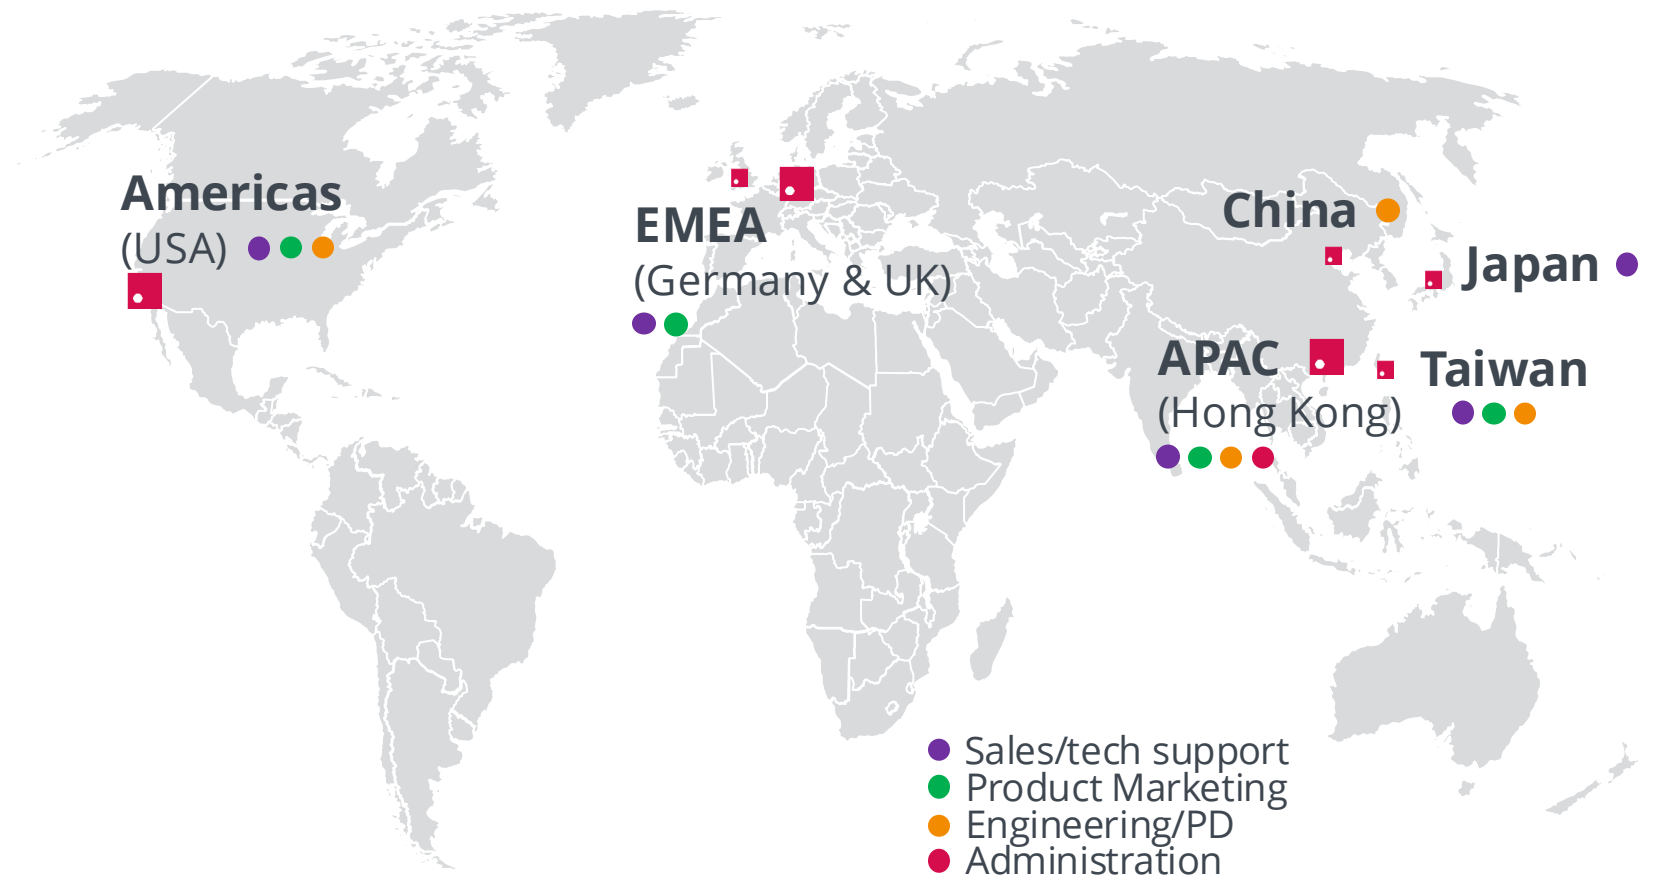 Americas
(USA)
EMEA
(Germany & UK)
China
Japan
APAC
(Hong Kong)
Taiwan
Sales/tech support
Product Marketing
Engineering/PD
Administration